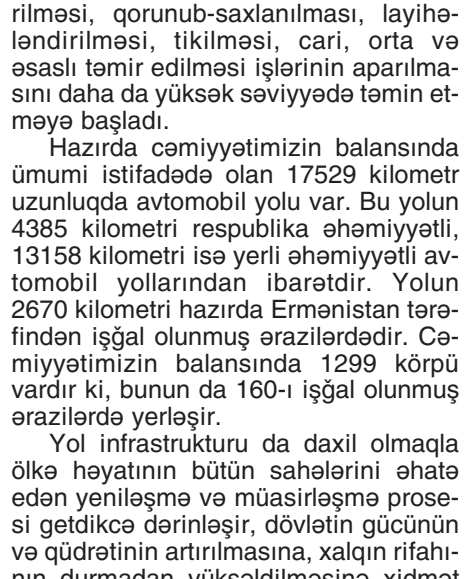 rilməsi, qorunub-saxlanılması, layihə-
ləndirilməsi, tikilməsi, cari, orta və
əsaslı təmir edilməsi işlərinin aparılma-
sını daha da yüksək səviyyədə təmin et-
məyə başladı.
Hazırda cəmiyyətimizin balansında
ümumi istifadədə olan 17529 kilometr
uzunluqda avtomobil yolu var. Bu yolun
4385 kilometri respublika əhəmiyyətli,
13158 kilometri isə yerli əhəmiyyətli av-
tomobil yollarından ibarətdir. Yolun
2670 kilometri hazırda Ermənistan tərə-
findən işğal olunmuş ərazilərdədir. Cə-
miyyətimizin balansında 1299 körpü
vardır ki, bunun da 160-ı işğal olunmuş
ərazilərdə yerləşir.
Yol infrastrukturu da daxil olmaqla
ölkə həyatının bütün sahələrini əhatə
edən yeniləşmə və müasirləşmə prose-
si getdikcə dərinləşir, dövlətin gücünün
və qüdrətinin artırılmasına, xalqın rifahı-
nın durmadan yüksəldilməsinə xidmət